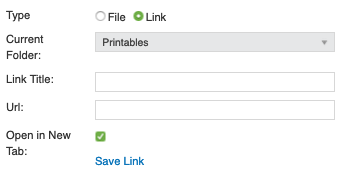 Type File Link
Current Printables
Folder:
Link Title:
Url:
Open in New
Tab:
Save Link